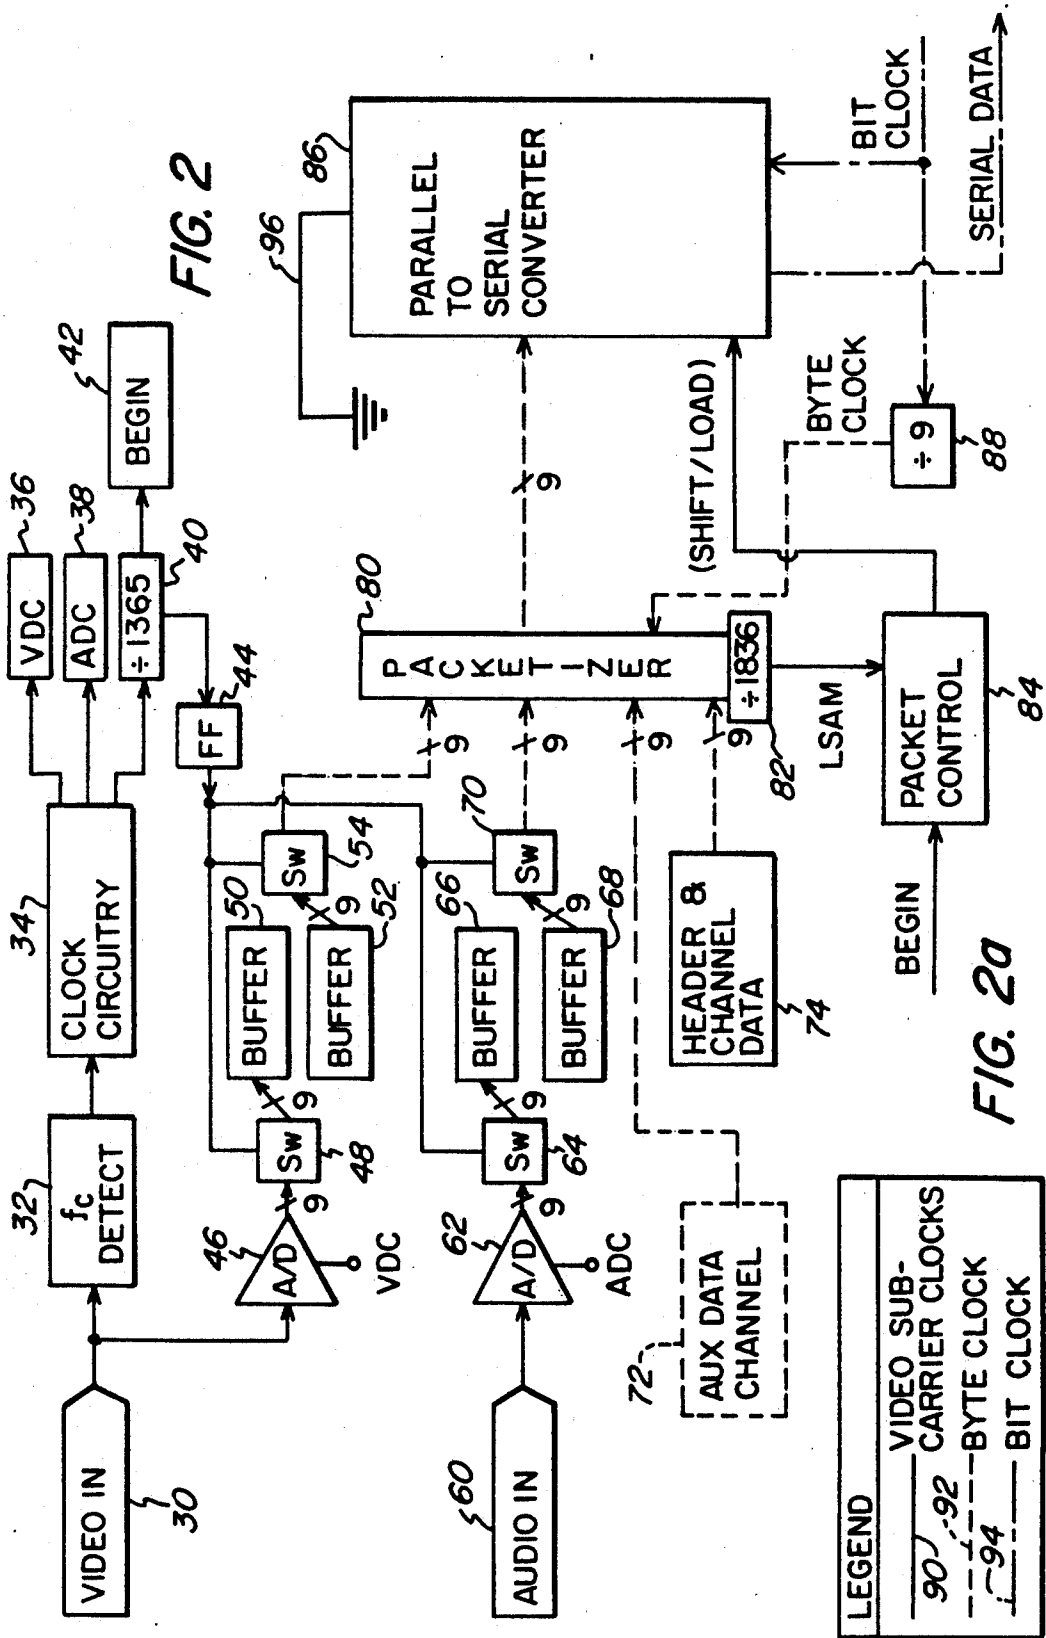 FIG. 2
VIDEO IN
30
32
fc
DETECT
34
CLOCK
CIRCUITRY
VDC
36
ADC
38
÷1365
40
BEGIN
42
FF
44
46
A/D
VDC
9
SW
48
9
BUFFER
50
BUFFER
52
9
SW
54
9
60
AUDIO IN
62
A/D
ADC
9
SW
64
9
BUFFER
66
BUFFER
68
9
SW
70
9
72
AUX DATA
CHANNEL
9
HEADER &
CHANNEL
DATA
74
9
PACKETIZER
80
÷1836
82
LSAM
BEGIN
PACKET
CONTROL
84
(SHIFT/LOAD)
9
PARALLEL
TO
SERIAL
CONVERTER
86
96
BYTE
CLOCK
÷9
88
BIT
CLOCK
SERIAL DATA
FIG. 2a
LEGEND
90
VIDEO SUB-
CARRIER CLOCKS
92
BYTE CLOCK
94
BIT CLOCK